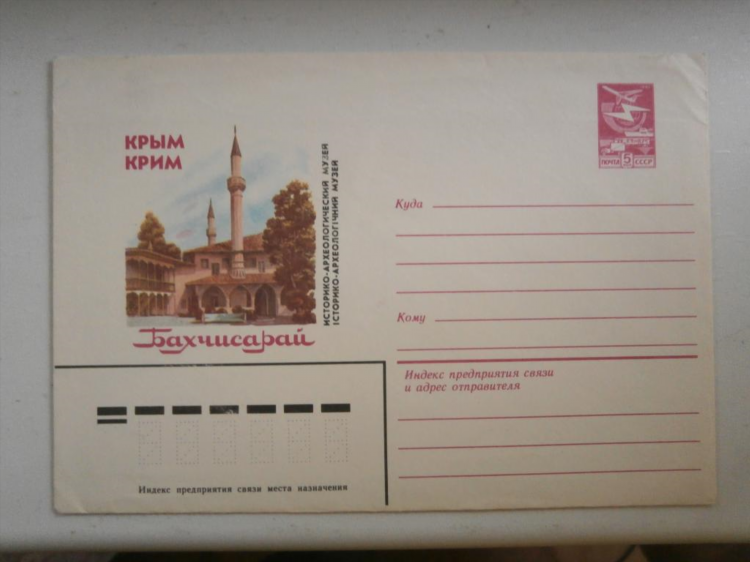 КРЫМ
КРИМ
ИСТОРИКО-АРХЕОЛОГИЧЕСКИЙ МУЗЕЙ
ІСТОРИКО-АРХЕОЛОГІЧНИЙ МУЗЕЙ
Бахчисарай
ПОЧТА 5К СССР
Куда
Кому
Индекс предприятия связи
и адрес отправителя
Индекс предприятия связи места назначения